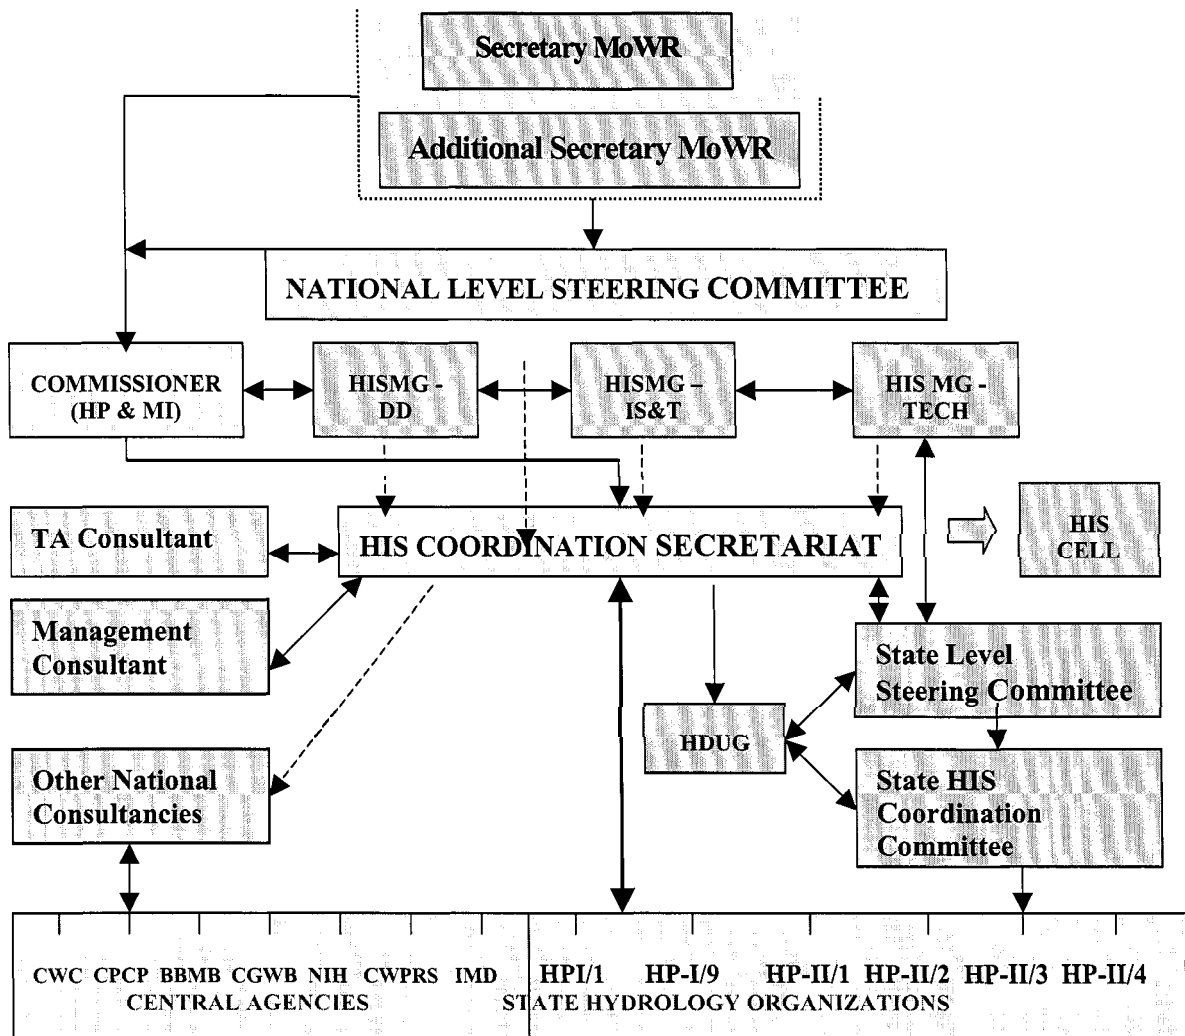 Secretary MoWR
Additional Secretary MoWR
NATIONAL LEVEL STEERING COMMITTEE
COMMISSIONER
(HP & MI)
HISMG -
DD
HISMG –
IS&T
HIS MG -
TECH
TA Consultant
HIS COORDINATION SECRETARIAT
HIS
CELL
Management
Consultant
State Level
Steering Committee
HDUG
Other National
Consultancies
State HIS
Coordination
Committee
CWC CPCP BBMB CGWB NIH CWPRS IMD
CENTRAL AGENCIES
HPI/1 HP-I/9 HP-II/1 HP-II/2 HP-II/3 HP-II/4
STATE HYDROLOGY ORGANIZATIONS